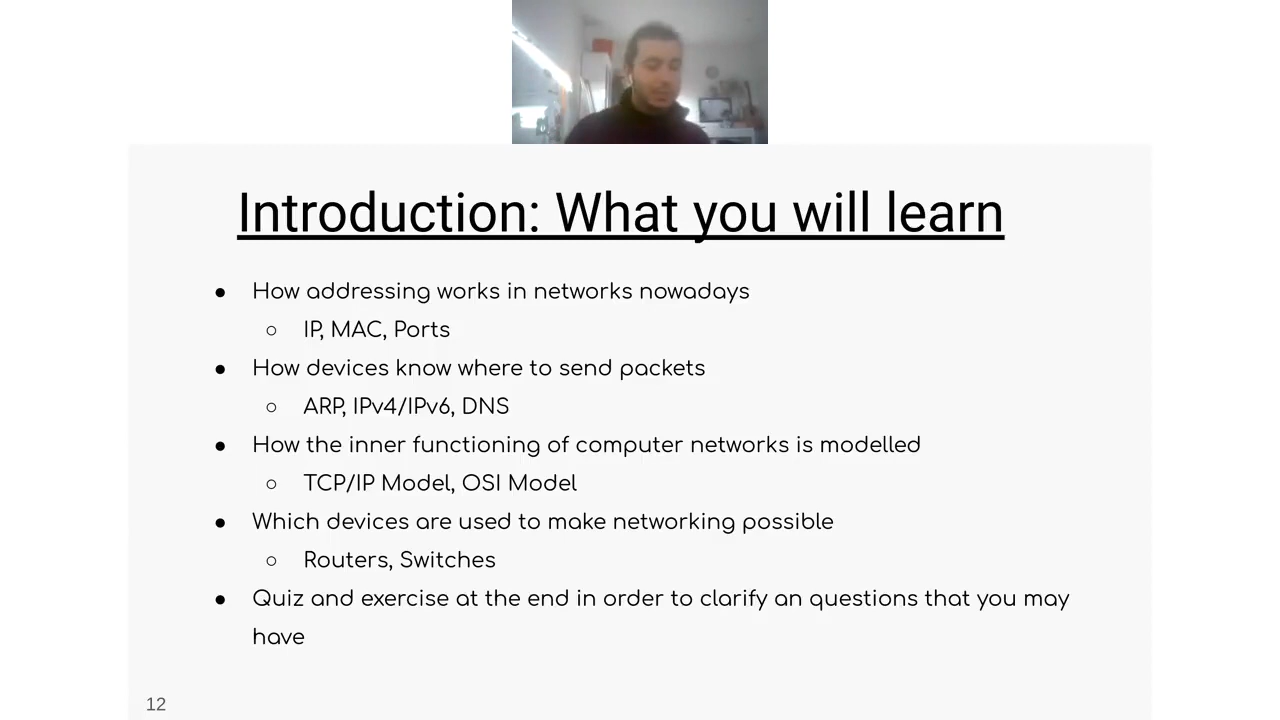 Introduction: What you will learn
● How addressing works in networks nowadays
○ IP, MAC, Ports
● How devices know where to send packets
○ ARP, IPv4/IPv6, DNS
● How the inner functioning of computer networks is modelled
○ TCP/IP Model, OSI Model
● Which devices are used to make networking possible
○ Routers, Switches
● Quiz and exercise at the end in order to clarify an questions that you may
have
12